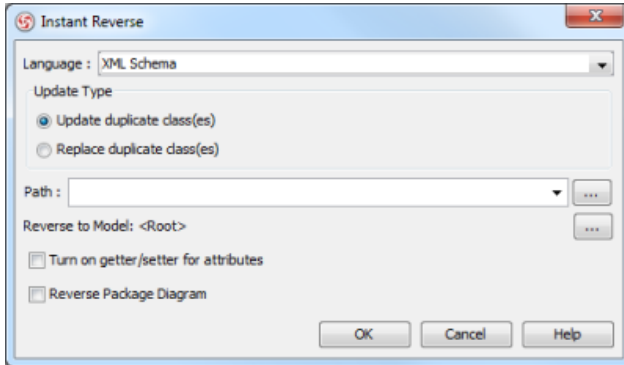 Instant Reverse
Language : XML Schema
Update Type
Update duplicate class(es)
Replace duplicate class(es)
Path : ...
Reverse to Model: <Root> ...
Turn on getter/setter for attributes
Reverse Package Diagram
OK Cancel Help